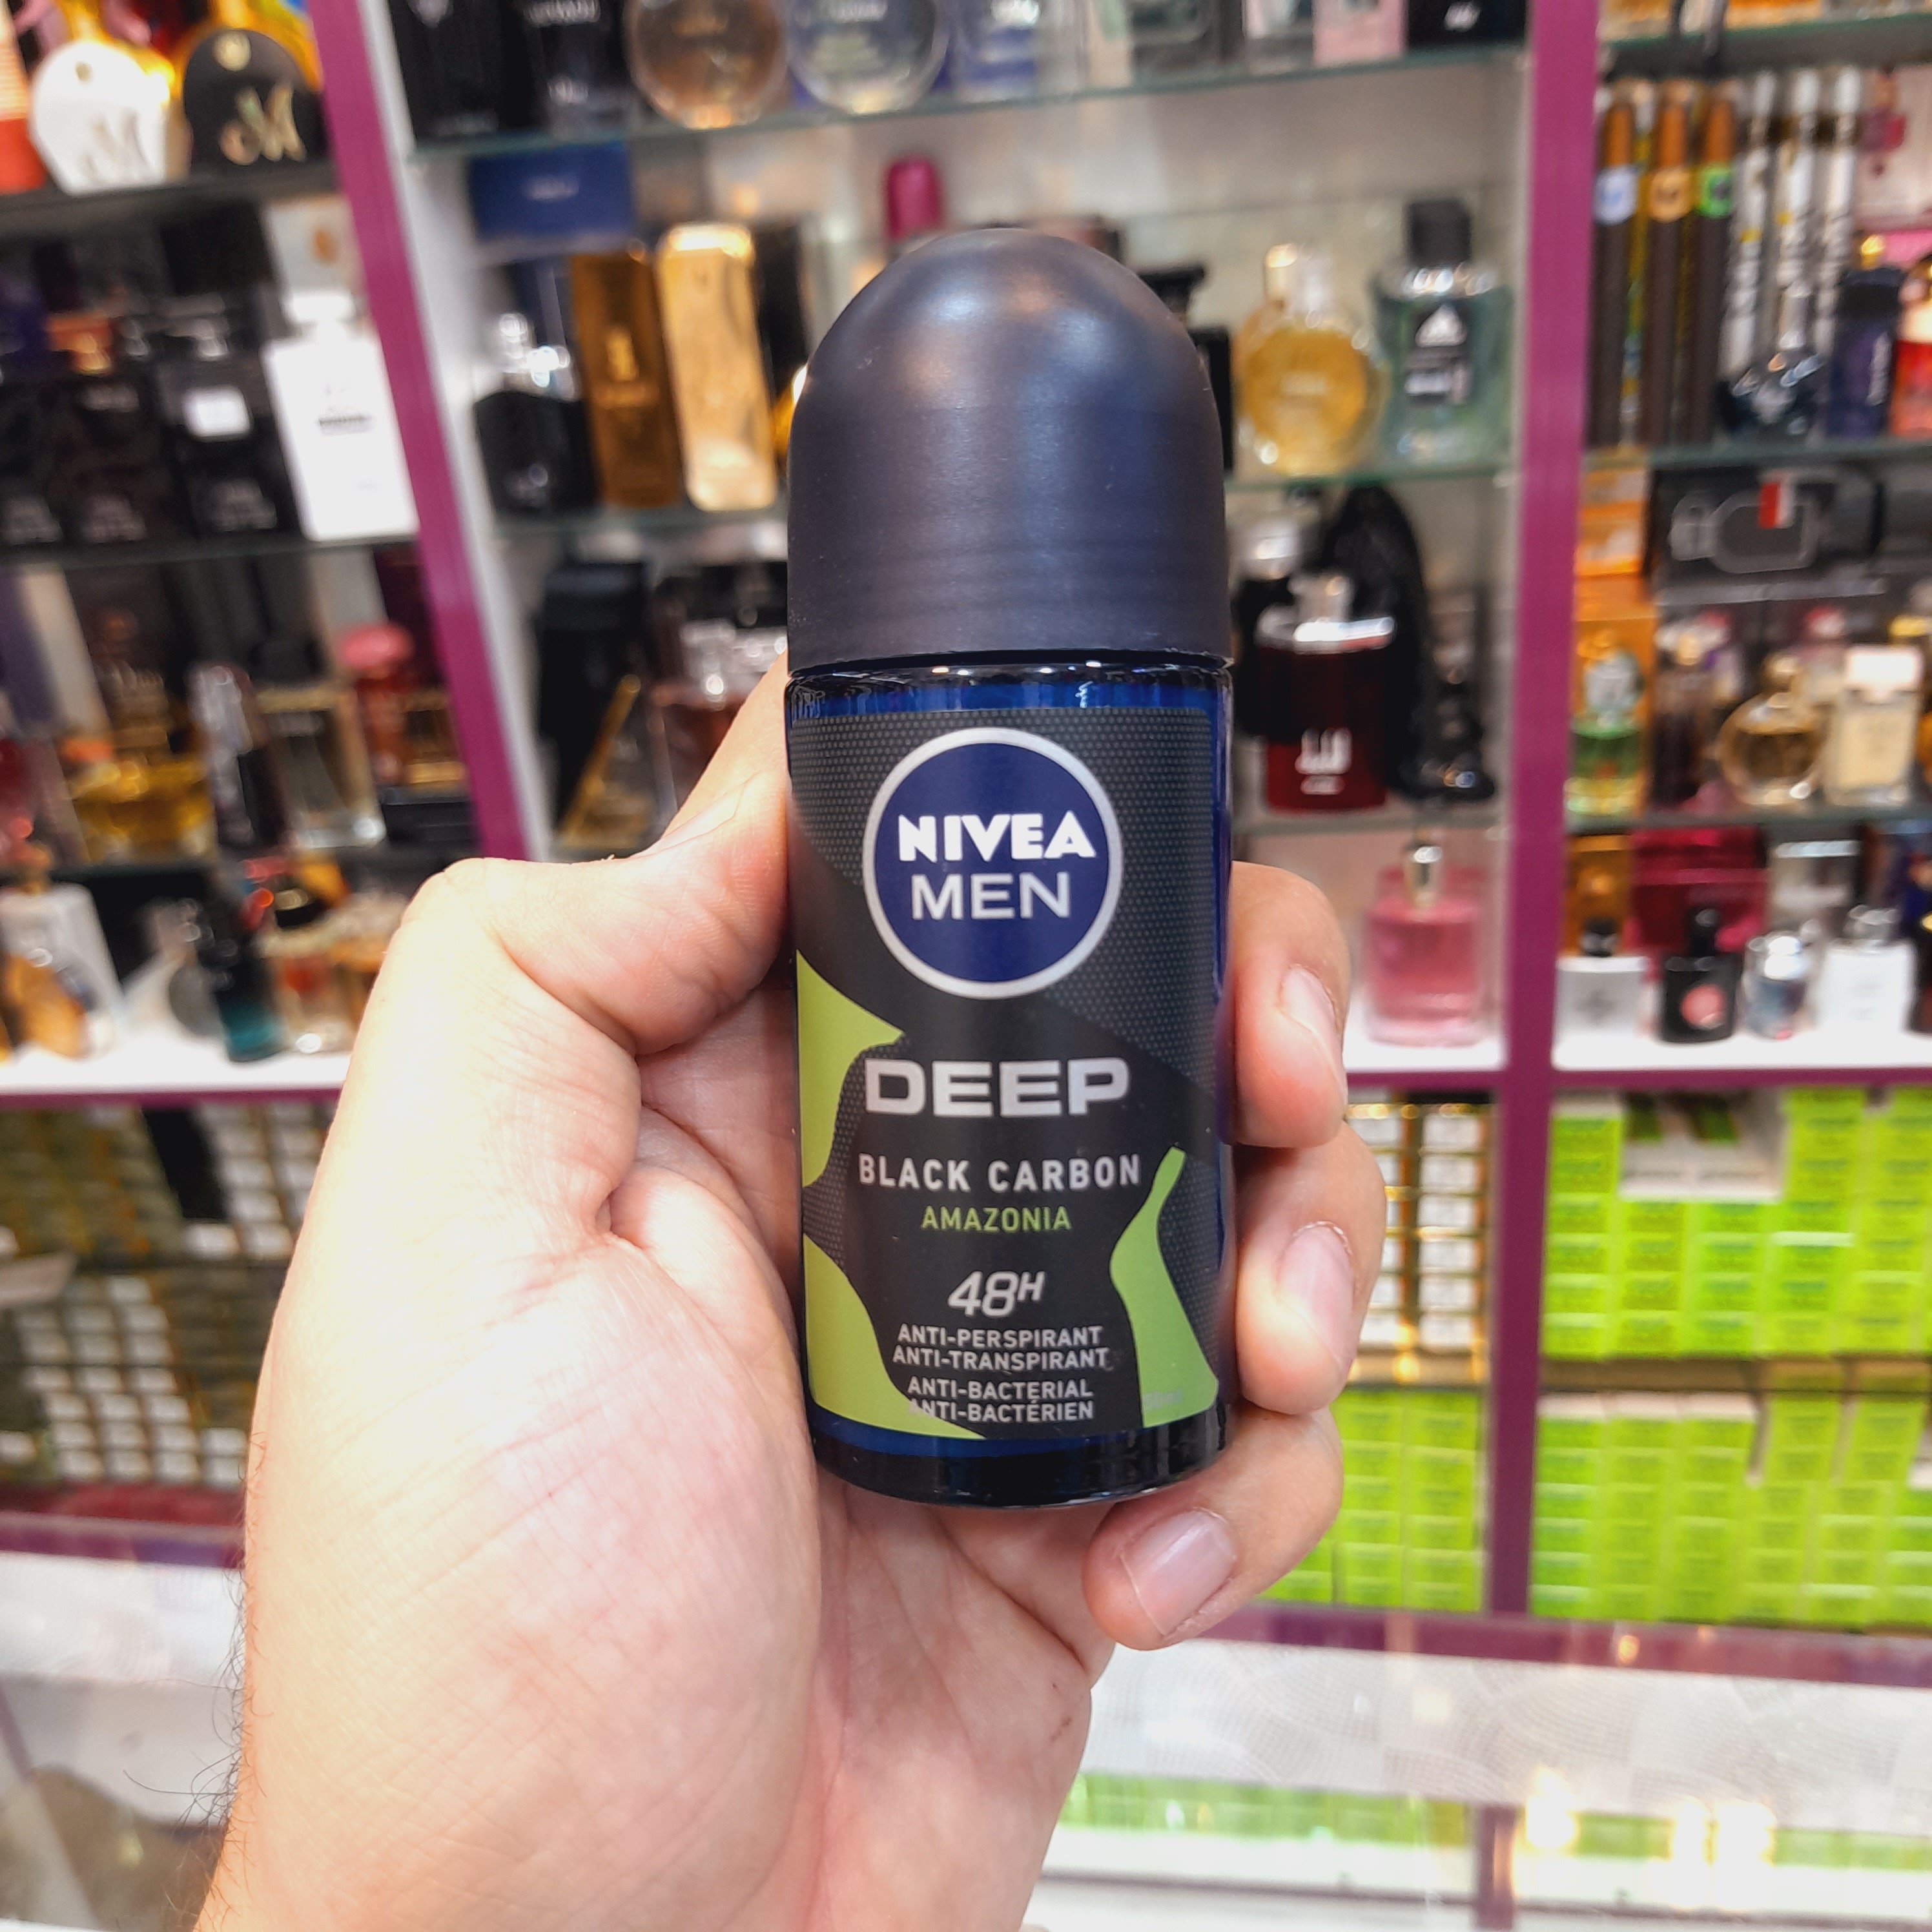 NIVEA
MEN
DEEP
BLACK CARBON
AMAZONIA
48H
ANTI-PERSPIRANT
ANTI-TRANSPIRANT
ANTI-BACTERIAL
ANTI-BACTÉRIEN